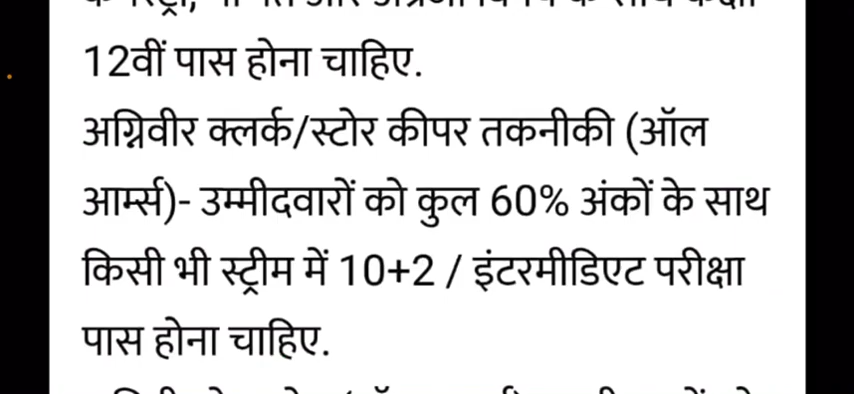 12वीं पास होना चाहिए.
अग्निवीर क्लर्क/स्टोर कीपर तकनीकी (ऑल
आर्म्स)- उम्मीदवारों को कुल 60% अंकों के साथ
किसी भी स्ट्रीम में 10+2 / इंटरमीडिएट परीक्षा
पास होना चाहिए.